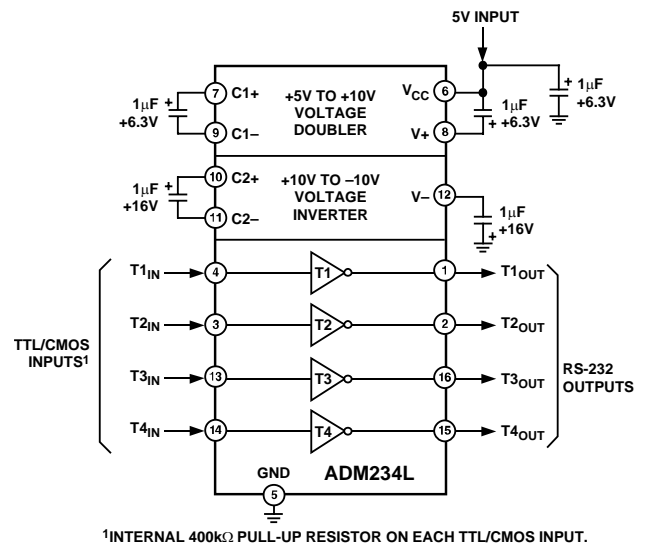 5V INPUT
1µF
+6.3V
+
7
C1+
9
C1–
+5V TO +10V
VOLTAGE
DOUBLER
VCC
6
V+
8
1µF
+6.3V
+
+
1µF
+6.3V
1µF
+16V
+
10
C2+
11
C2–
+10V TO –10V
VOLTAGE
INVERTER
V–
12
1µF
+16V
+
TTL/CMOS
INPUTS1
T1IN
4
T1
1
T1OUT
T2IN
3
T2
2
T2OUT
T3IN
13
T3
16
T3OUT
T4IN
14
T4
15
T4OUT
RS-232
OUTPUTS
GND
5
ADM234L
1INTERNAL 400kΩ PULL-UP RESISTOR ON EACH TTL/CMOS INPUT.